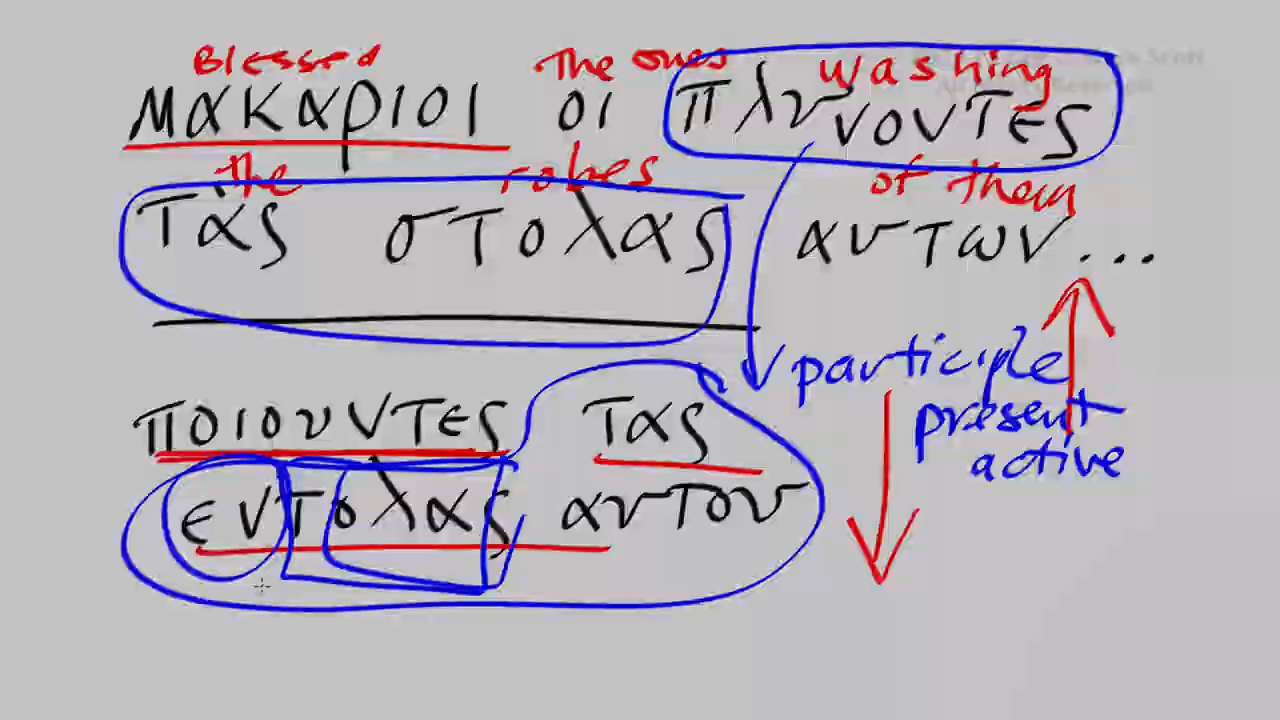 Blessed The ones washing
μακαριοι οι πλυνοντες
the robes of them
τας στολας αυτων...
participle
ποιουντες τας present
active
εντολας αυτου